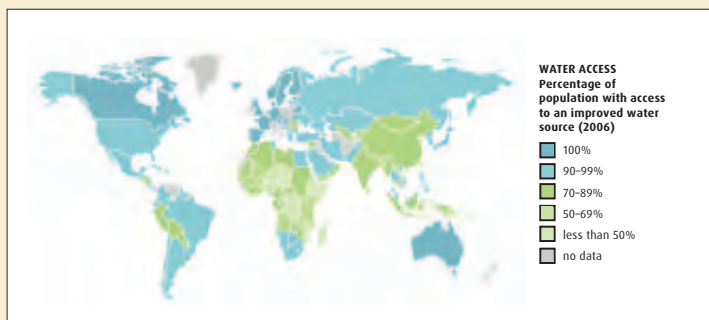 WATER ACCESS
Percentage of
population with access
to an improved water
source (2006)
100%
90–99%
70–89%
50–69%
less than 50%
no data